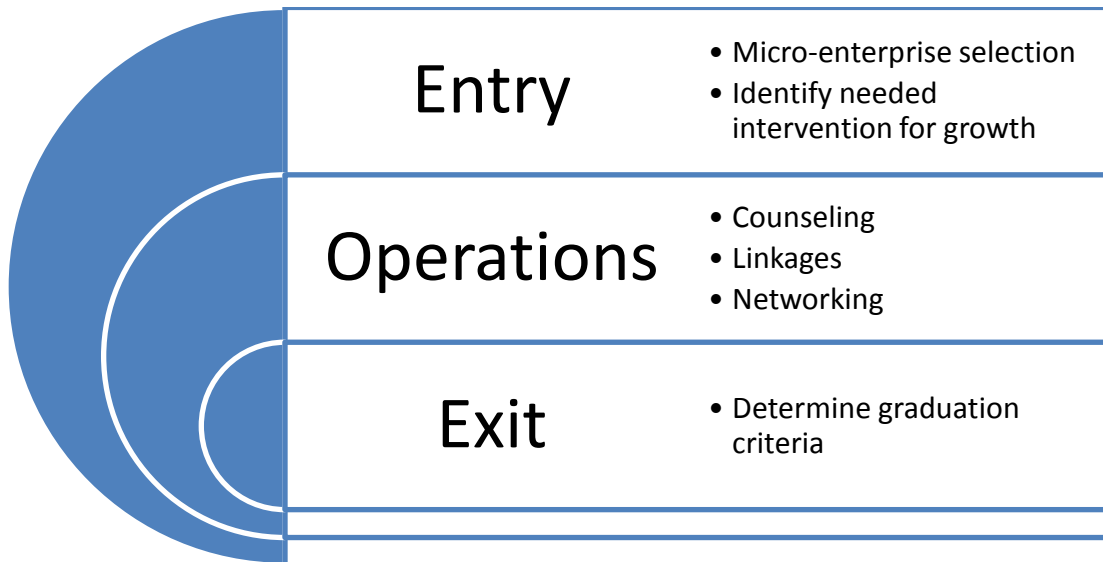 Entry
• Micro-enterprise selection
• Identify needed
intervention for growth
Operations
• Counseling
• Linkages
• Networking
Exit
• Determine graduation
criteria